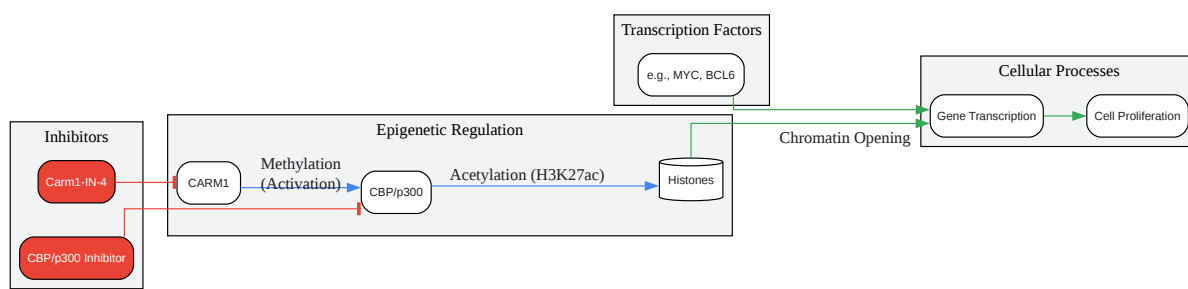 Transcription Factors
e.g., MYC, BCL6
Cellular Processes
Gene Transcription
Cell Proliferation
Inhibitors
Carm1-IN-4
CBP/p300 Inhibitor
Epigenetic Regulation
CARM1
Methylation
(Activation)
CBP/p300
Acetylation (H3K27ac)
Histones
Chromatin Opening